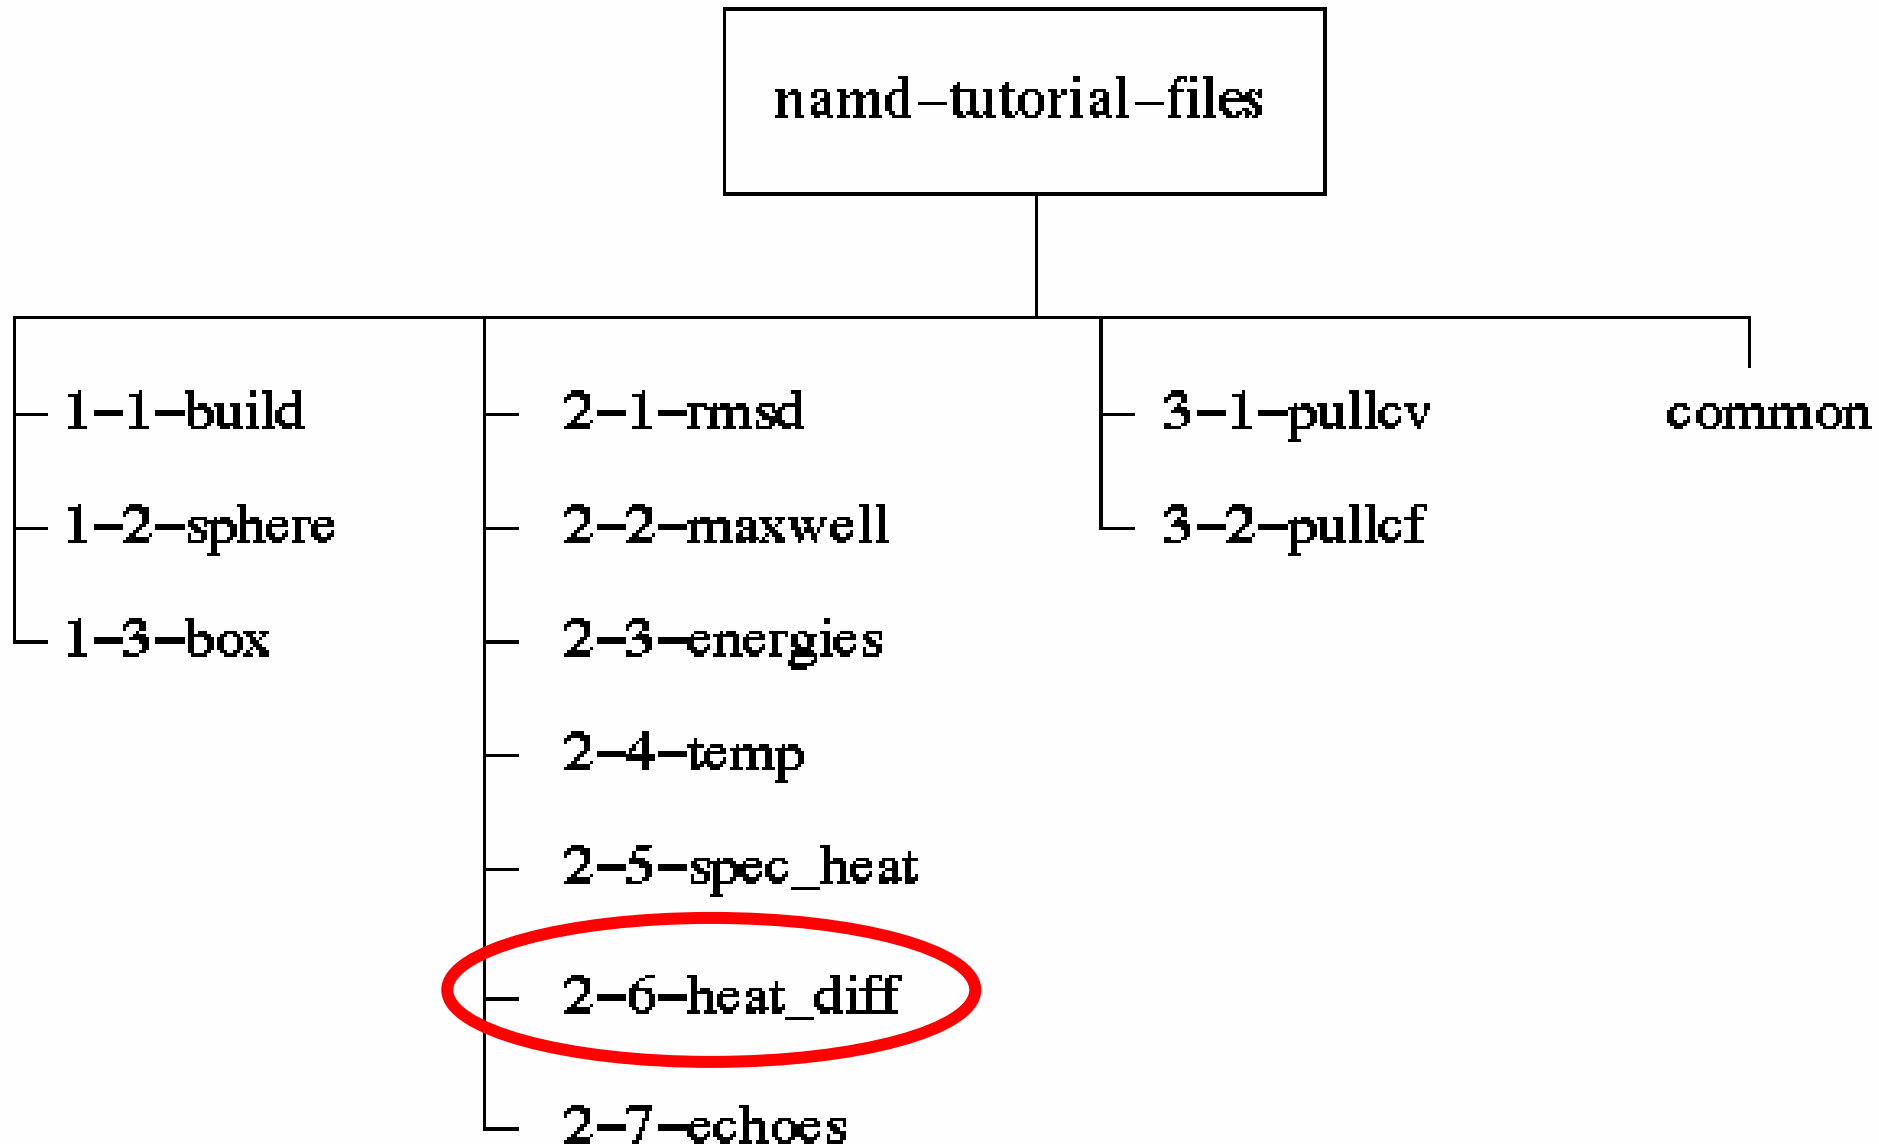 namd-tutorial-files
1-1-build
1-2-sphere
1-3-box
2-1-rmsd
2-2-maxwell
2-3-energies
2-4-temp
2-5-spec_heat
2-6-heat_diff
2-7-echoes
3-1-pullcv
3-2-pullcf
common